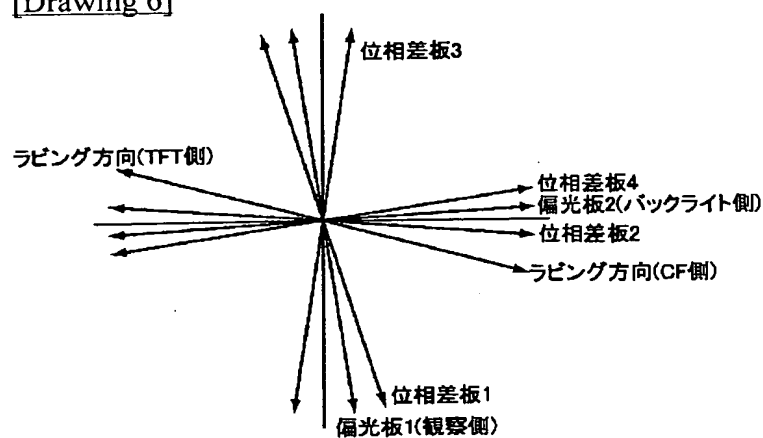 [Drawing 6]
位相差板3
ラビング方向(TFT側)
位相差板4
偏光板2(バックライト側)
位相差板2
ラビング方向(CF側)
位相差板1
偏光板1(観察側)